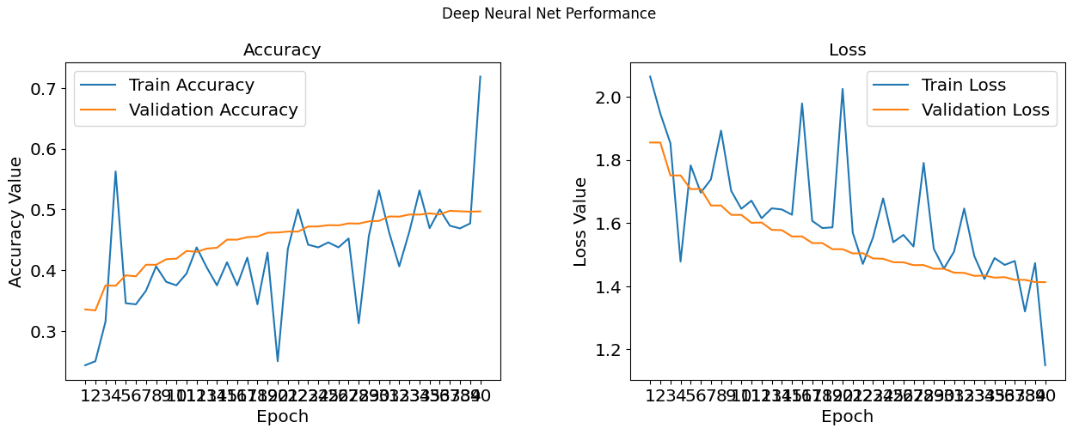 Deep Neural Net Performance
Accuracy
Loss
Train Accuracy
Validation Accuracy
Train Loss
Validation Loss
Accuracy Value
Loss Value
0.7
0.6
0.5
0.4
0.3
2.0
1.8
1.6
1.4
1.2
Epoch
Epoch